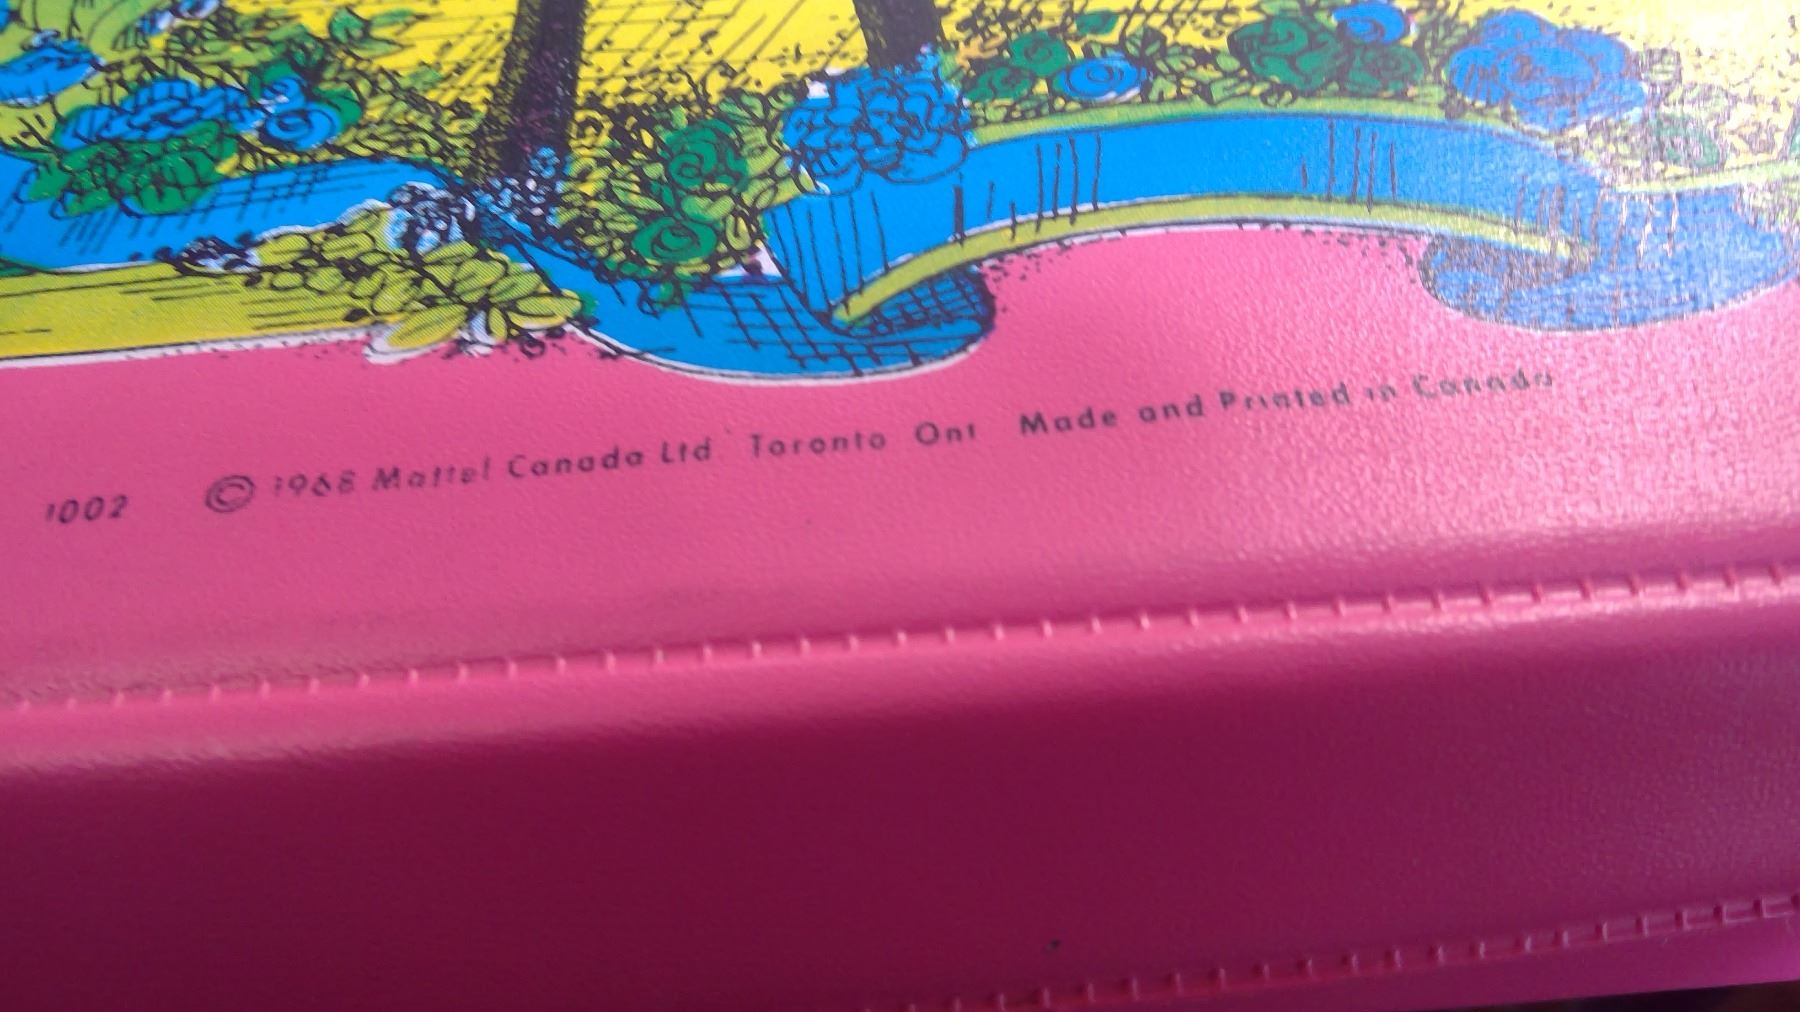 1002 © 1968 Mattel Canada Ltd Toronto Ont Made and Printed in Canada